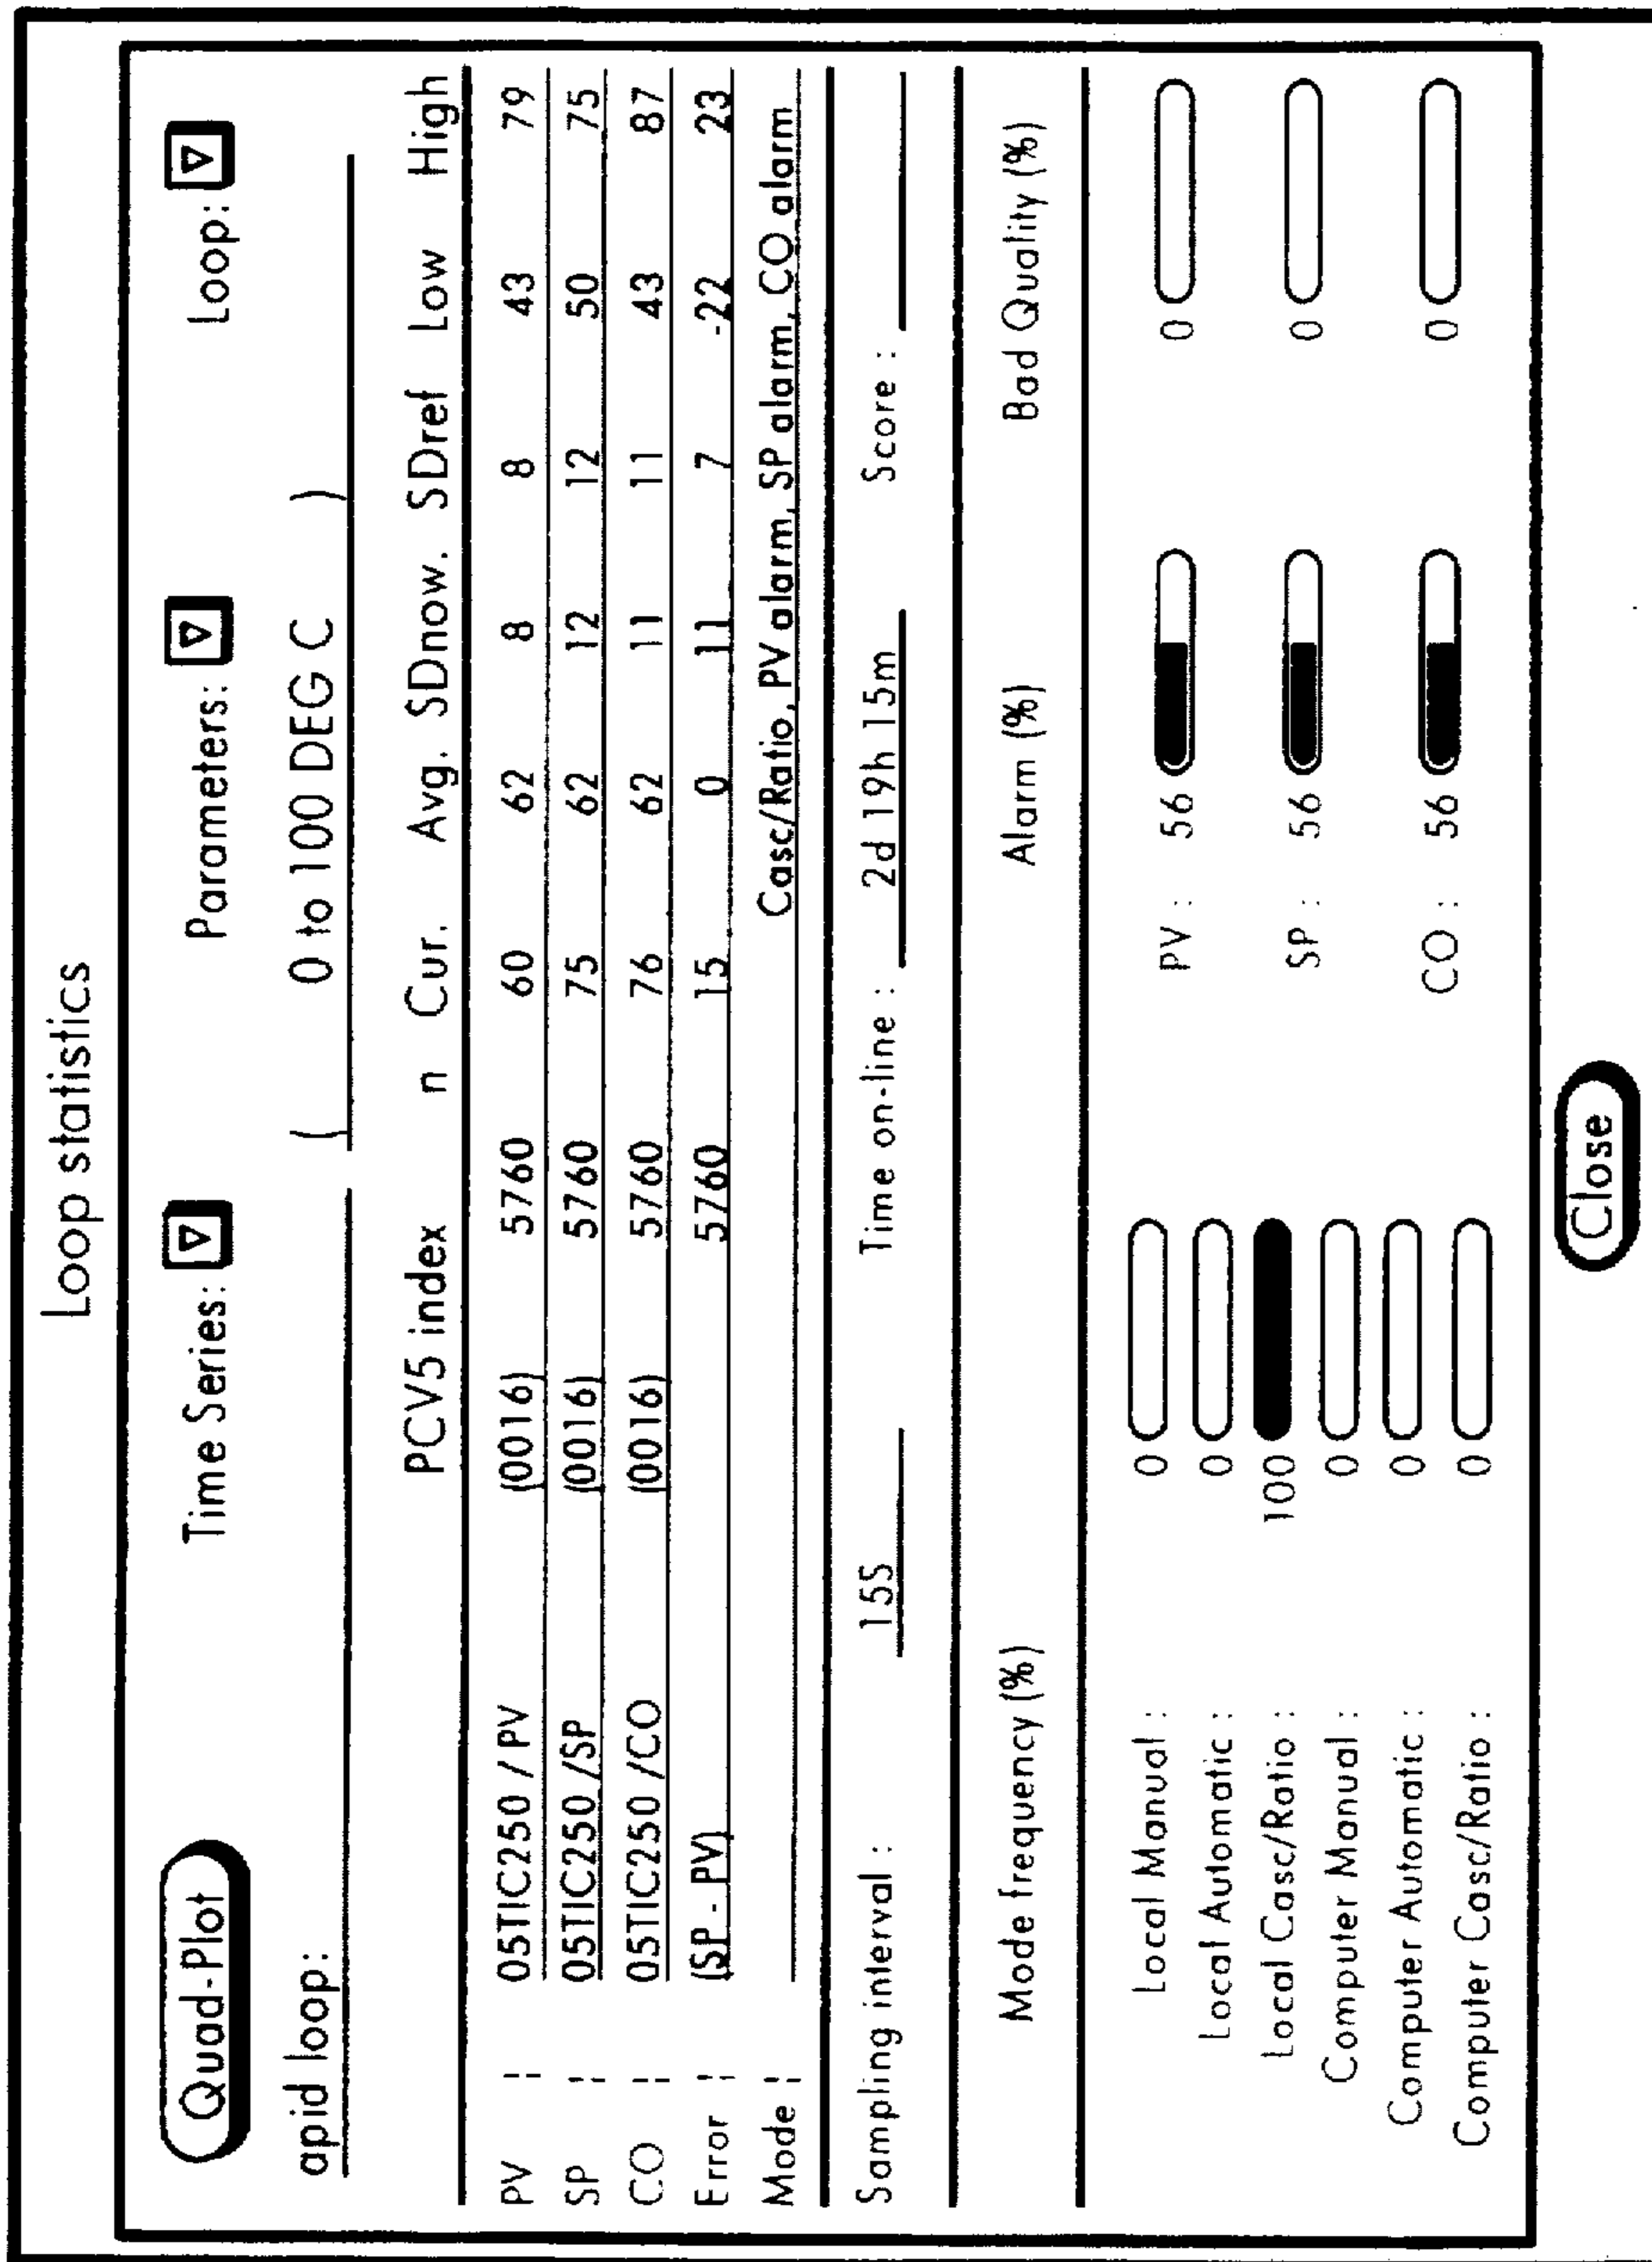 Loop statistics
Quad-Plot Time Series: Parameters: Loop:
apid loop: ( 0 to 100 DEG C )
PCV5 index n Cur. Avg. SDnow. SDref Low High
PV : 05TIC250 /PV (0016) 5760 60 62 8 8 43 79
SP : 05TIC250 /SP (0016) 5760 75 62 12 12 50 75
CO : 05TIC250 /CO (0016) 5760 76 62 11 11 43 87
Error : (SP - PV) 5760 15 0 11 7 -22 23
Mode : Casc/Ratio, PV alarm, SP alarm, CO alarm
Sampling interval : 15S Time on-line : 2d 19h 15m Score :
Mode frequency (%) Alarm (%) Bad Quality (%)
Local Manual : 0 PV : 56 0
Local Automatic : 0
Local Casc/Ratio : 100 SP : 56 0
Computer Manual : 0
Computer Automatic : 0 CO : 56 0
Computer Casc/Ratio : 0
Close